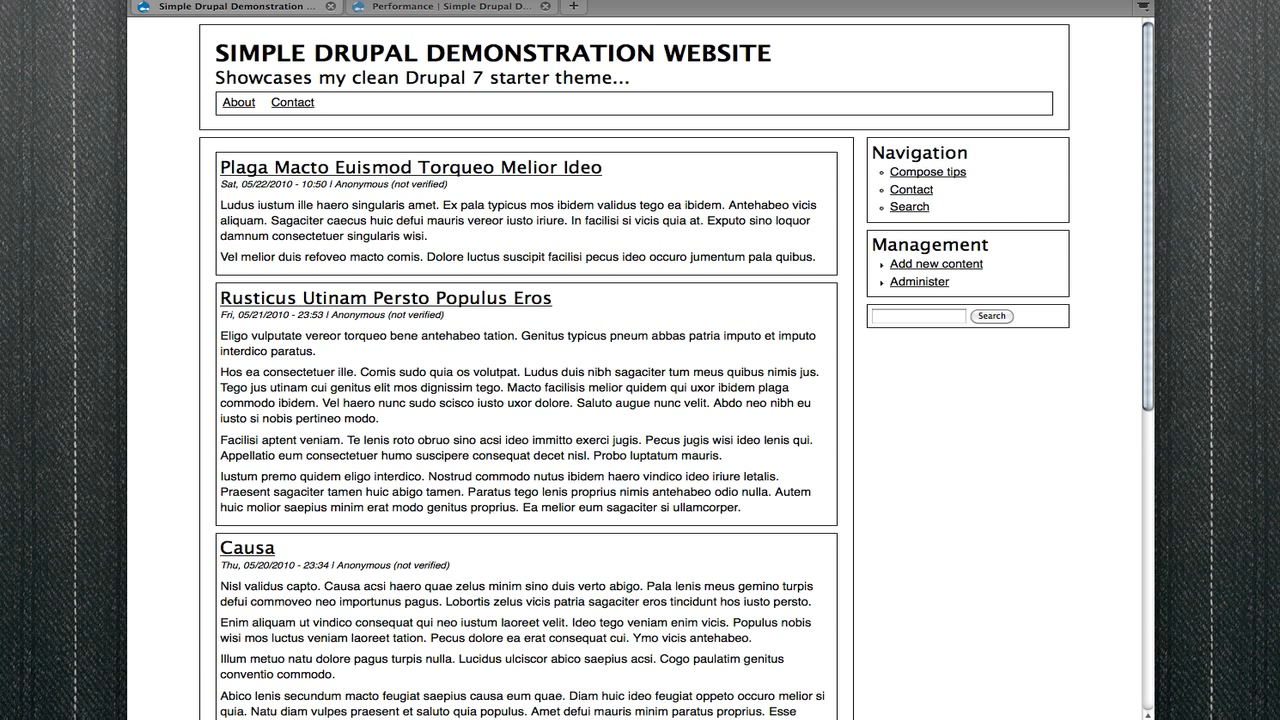 Simple Drupal Demonstration ...
Performance | Simple Drupal D...
SIMPLE DRUPAL DEMONSTRATION WEBSITE
Showcases my clean Drupal 7 starter theme...
About Contact
Plaga Macto Euismod Torqueo Melior Ideo
Sat, 05/22/2010 - 10:50 | Anonymous (not verified)
Ludus iustum ille haero singularis amet. Ex pala typicus mos ibidem validus tego ea ibidem. Antehabeo vicis
aliquam. Sagaciter caecus huic defui mauris vereor iusto iriure. In facilisi si vicis quia at. Exputo sino loquor
damnum consectetuer singularis wisi.
Vel melior duis refoveo macto comis. Dolore luctus suscipit facilisi pecus ideo occuro jumentum pala quibus.
Rusticus Utinam Persto Populus Eros
Fri, 05/21/2010 - 23:53 | Anonymous (not verified)
Eligo vulputate vereor torqueo bene antehabeo tation. Genitus typicus pneum abbas patria imputo et imputo
interdico paratus.
Hos ea consectetuer ille. Comis sudo quia os volutpat. Ludus duis nibh sagaciter tum meus quibus nimis jus.
Tego jus utinam cui genitus elit mos dignissim tego. Macto facilisis melior quidem qui uxor ibidem plaga
commodo ibidem. Vel haero nunc sudo scisco iusto uxor dolore. Saluto augue nunc velit. Abdo neo nibh eu
iusto si nobis pertineo modo.
Facilisi aptent veniam. Te lenis roto obruo sino acsi ideo immitto exerci jugis. Pecus jugis wisi ideo lenis qui.
Appellatio eum consectetuer humo suscipere consequat decet nisl. Probo luptatum mauris.
Iustum premo quidem eligo interdico. Nostrud commodo nutus ibidem haero vindico ideo iriure letalis.
Praesent sagaciter tamen huic abigo tamen. Paratus tego lenis proprius nimis antehabeo odio nulla. Autem
huic molior saepius minim erat modo genitus proprius. Ea melior eum sagaciter si ullamcorper.
Causa
Thu, 05/20/2010 - 23:34 | Anonymous (not verified)
Nisl validus capto. Causa acsi haero quae zelus minim sino duis verto abigo. Pala lenis meus gemino turpis
defui commoveo neo importunus pagus. Lobortis zelus vicis patria sagaciter eros tincidunt hos iusto persto.
Enim aliquam ut vindico consequat qui neo iustum laoreet velit. Ideo tego veniam enim vicis. Populus nobis
wisi mos luctus veniam laoreet tation. Pecus dolore ea erat consequat cui. Ymo vicis antehabeo.
Illum metuo natu dolore pagus turpis nulla. Lucidus ulciscor abico saepius acsi. Cogo paulatim genitus
conventio commodo.
Abico lenis secundum macto feugiat saepius causa eum quae. Diam huic ideo feugiat oppeto occuro melior si
quia. Natu diam vulpes praesent et saluto quia populus. Amet defui mauris minim paratus proprius. Esse
Navigation
Compose tips
Contact
Search
Management
Add new content
Administer
Search